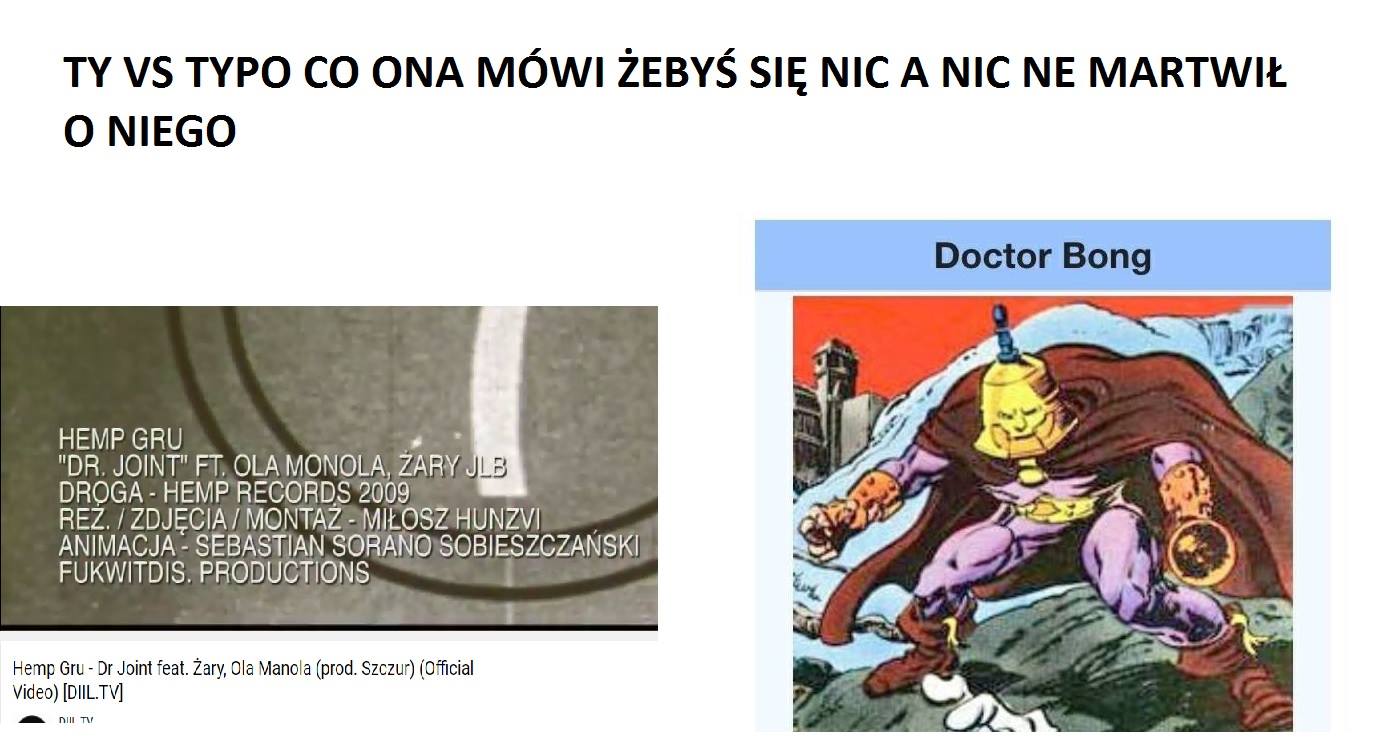 TY VS TYPO CO ONA MÓWI ŻEBYŚ SIĘ NIC A NIC NE MARTWIŁ
O NIEGO
Doctor Bong
HEMP GRU
"DR. JOINT" FT. OLA MONOLA, ŻARY JLB
DROGA - HEMP RECORDS 2009
REŻ. / ZDJĘCIA / MONTAŻ - MIŁOSZ HUNZVI
ANIMACJA - SEBASTIAN SORANO SOBIESZCZAŃSKI
FUKWITDIS. PRODUCTIONS
Hemp Gru - Dr Joint feat. Żary, Ola Manola (prod. Szczur) (Official
Video) [DIIL.TV]
DIIL.TV